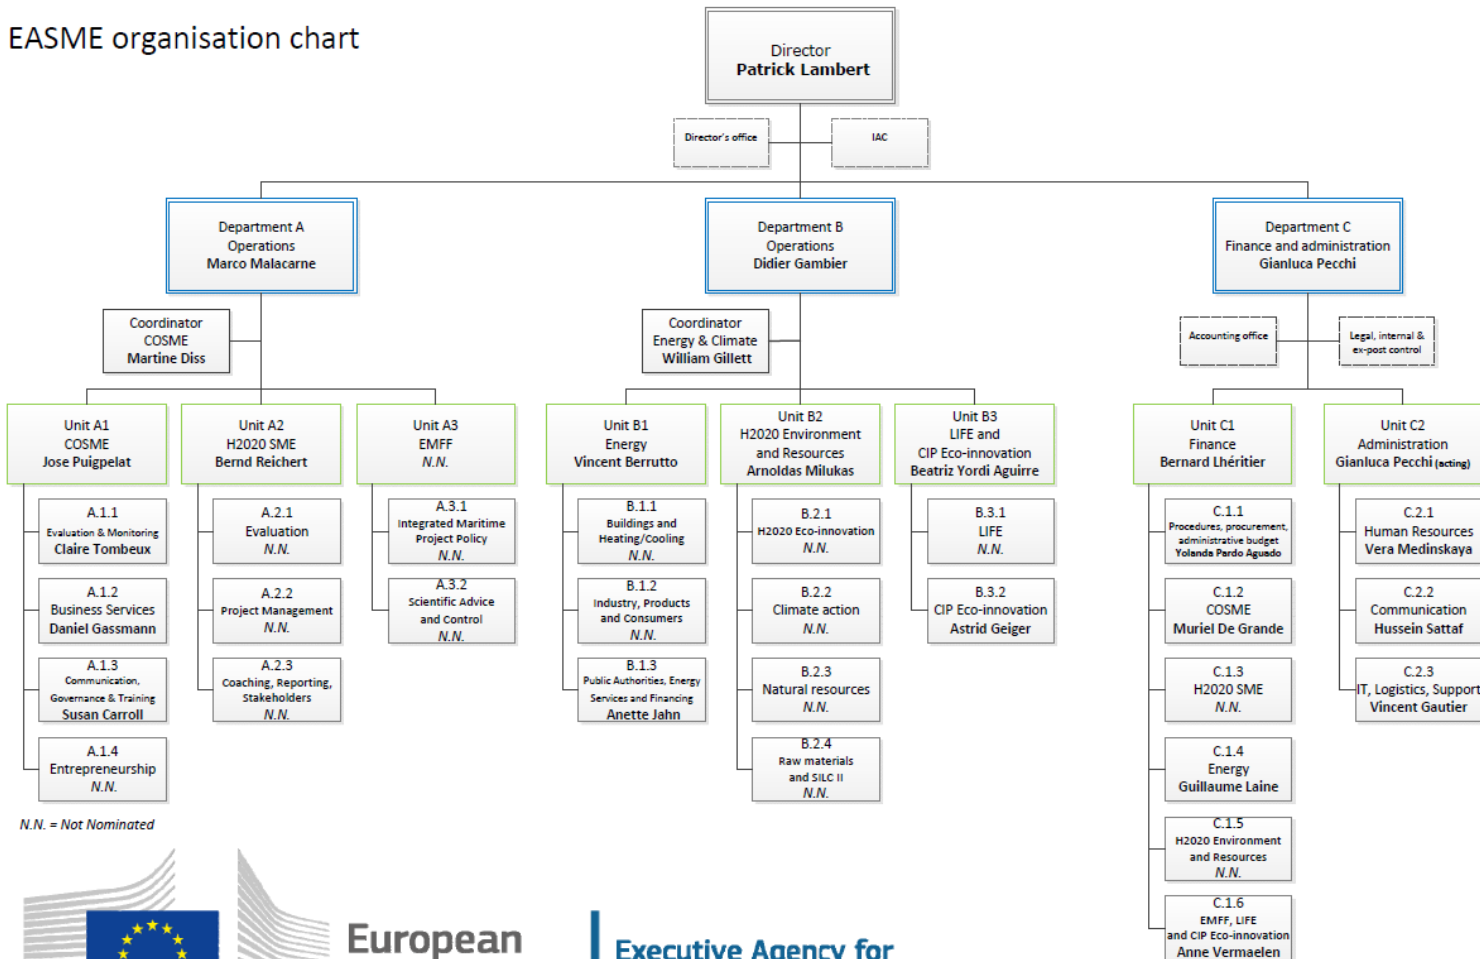 EASME organisation chart
Director
Patrick Lambert
Director's office
IAC
Department A
Operations
Marco Malacarne
Department B
Operations
Didier Gambier
Department C
Finance and administration
Gianluca Pecchi
Coordinator
COSME
Martine Diss
Coordinator
Energy & Climate
William Gillett
Accounting office
Legal, internal &
ex-post control
Unit A1
COSME
Jose Puigpelat
Unit A2
H2020 SME
Bernd Reichert
Unit A3
EMFF
N.N.
Unit B1
Energy
Vincent Berrutto
Unit B2
H2020 Environment
and Resources
Arnoldas Milukas
Unit B3
LIFE and
CIP Eco-innovation
Beatriz Yordi Aguirre
Unit C1
Finance
Bernard Lhéritier
Unit C2
Administration
Gianluca Pecchi (acting)
A.1.1
Evaluation & Monitoring
Claire Tombeux
A.1.2
Business Services
Daniel Gassmann
A.1.3
Communication,
Governance & Training
Susan Carroll
A.1.4
Entrepreneurship
N.N.
A.2.1
Evaluation
N.N.
A.2.2
Project Management
N.N.
A.2.3
Coaching, Reporting,
Stakeholders
N.N.
A.3.1
Integrated Maritime
Project Policy
N.N.
A.3.2
Scientific Advice
and Control
N.N.
B.1.1
Buildings and
Heating/Cooling
N.N.
B.1.2
Industry, Products
and Consumers
N.N.
B.1.3
Public Authorities, Energy
Services and Financing
Anette Jahn
B.2.1
H2020 Eco-innovation
N.N.
B.2.2
Climate action
N.N.
B.2.3
Natural resources
N.N.
B.2.4
Raw materials
and SILC II
N.N.
B.3.1
LIFE
N.N.
B.3.2
CIP Eco-innovation
Astrid Geiger
C.1.1
Procedures, procurement,
administrative budget
Yolanda Pardo Aguado
C.1.2
COSME
Muriel De Grande
C.1.3
H2020 SME
N.N.
C.1.4
Energy
Guillaume Laine
C.1.5
H2020 Environment
and Resources
N.N.
C.1.6
EMFF, LIFE
and CIP Eco-innovation
Anne Vermaelen
C.2.1
Human Resources
Vera Medinskaya
C.2.2
Communication
Hussein Sattaf
C.2.3
IT, Logistics, Support
Vincent Gautier
N.N. = Not Nominated
European
Executive Agency for